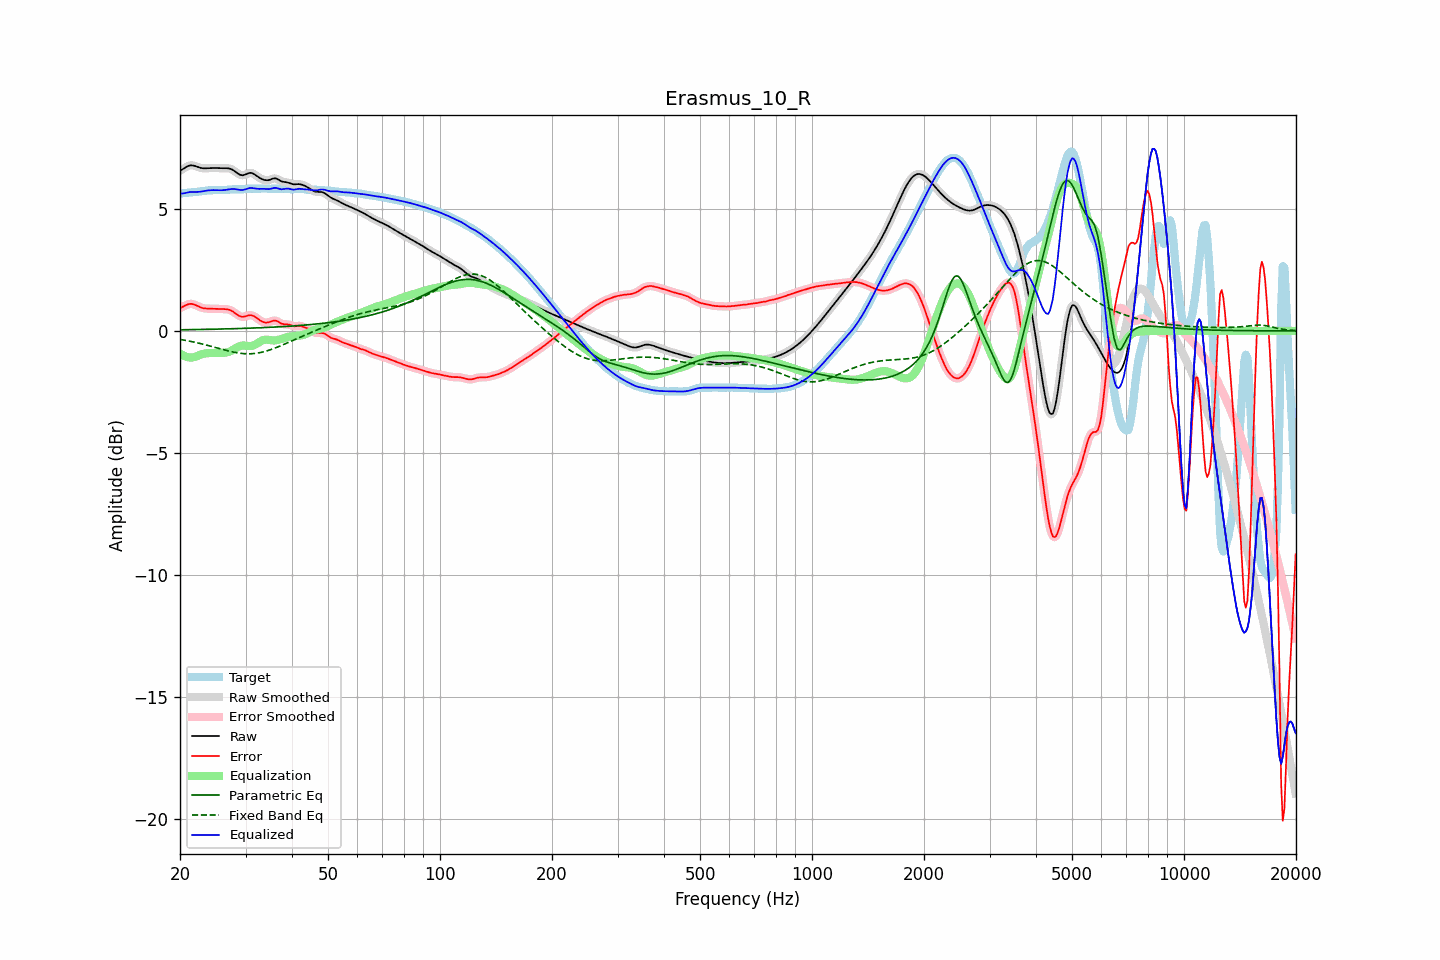 Erasmus_10_R
Amplitude (dBr)
5
0
−5
−10
−15
−20
Target
Raw Smoothed
Error Smoothed
Raw
Error
Equalization
Parametric Eq
Fixed Band Eq
Equalized
20 50 100 200 500 1000 2000 5000 10000 20000
Frequency (Hz)